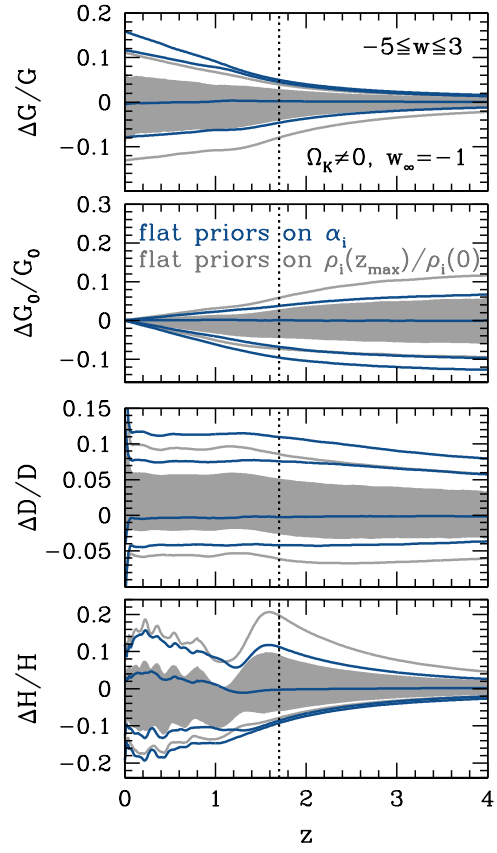 0.2
−5≦w≦3
0.1
ΔG/G
0
−0.1
Ω_K≠0, w_∞=−1
0.3
flat priors on α_i
0.2
flat priors on ρ_i(z_max)/ρ_i(0)
0.1
ΔG_0/G_0
0
−0.1
0.15
0.1
0.05
ΔD/D
0
−0.05
0.2
0.1
ΔH/H
0
−0.1
−0.2
0 1 2 3 4
z